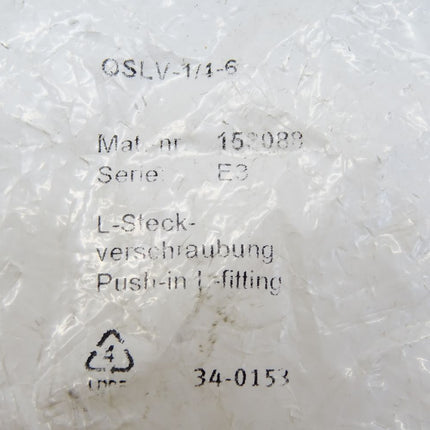 QSLV-1/4-6
Mat. nr. 153088
Serie: E3
L-Steck-
verschraubung
Push-in L-fitting
4
LDPE 34-0153